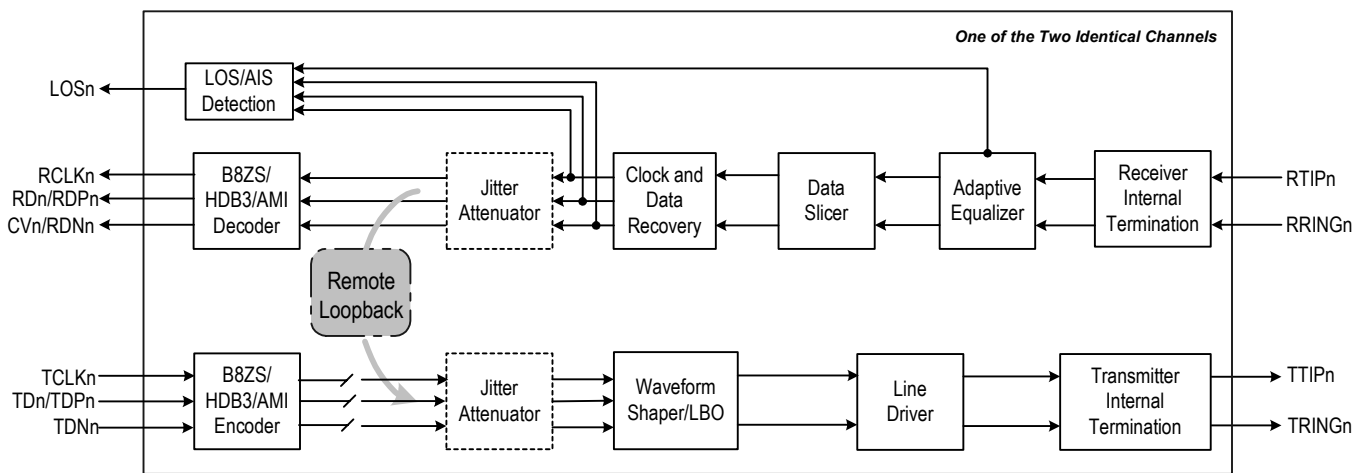 One of the Two Identical Channels
LOSn
LOS/AIS
Detection
RCLKn
RDn/RDPn
CVn/RDNn
B8ZS/
HDB3/AMI
Decoder
Jitter
Attenuator
Clock and
Data
Recovery
Data
Slicer
Adaptive
Equalizer
Receiver
Internal
Termination
RTIPn
RRINGn
Remote
Loopback
TCLKn
TDn/TDPn
TDNn
B8ZS/
HDB3/AMI
Encoder
Jitter
Attenuator
Waveform
Shaper/LBO
Line
Driver
Transmitter
Internal
Termination
TTIPn
TRINGn